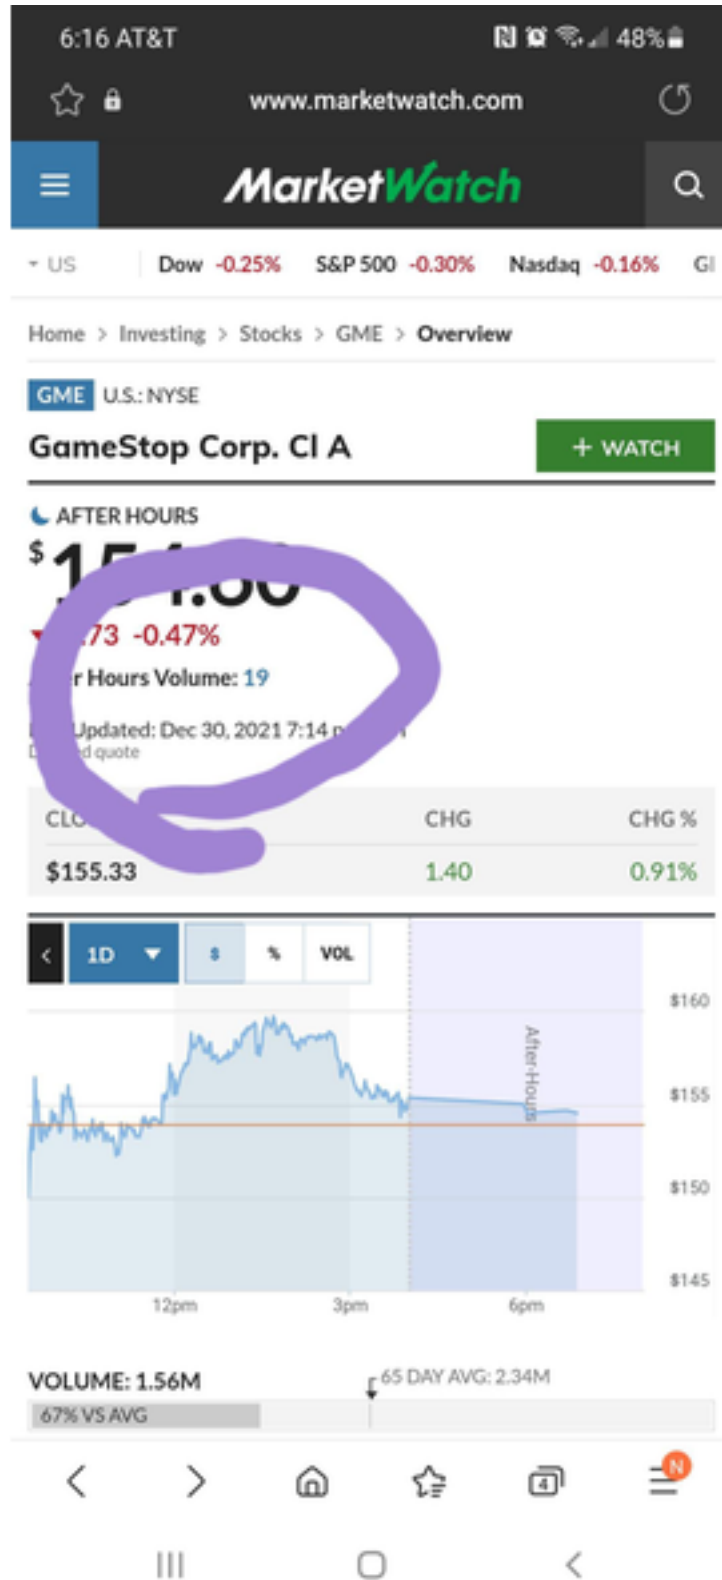 6:16 AT&T 48%
www.marketwatch.com
MarketWatch
US Dow -0.25% S&P 500 -0.30% Nasdaq -0.16%
Home > Investing > Stocks > GME > Overview
GME U.S.: NYSE
GameStop Corp. Cl A + WATCH
AFTER HOURS
$
73 -0.47%
Hours Volume: 19
Updated: Dec 30, 2021 7:14
quote
CHG CHG %
$155.33 1.40 0.91%
< 1D $ % VOL
$160
After-Hours
$155
$150
$145
12pm 3pm 6pm
VOLUME: 1.56M 65 DAY AVG: 2.34M
67% VS AVG
4 N